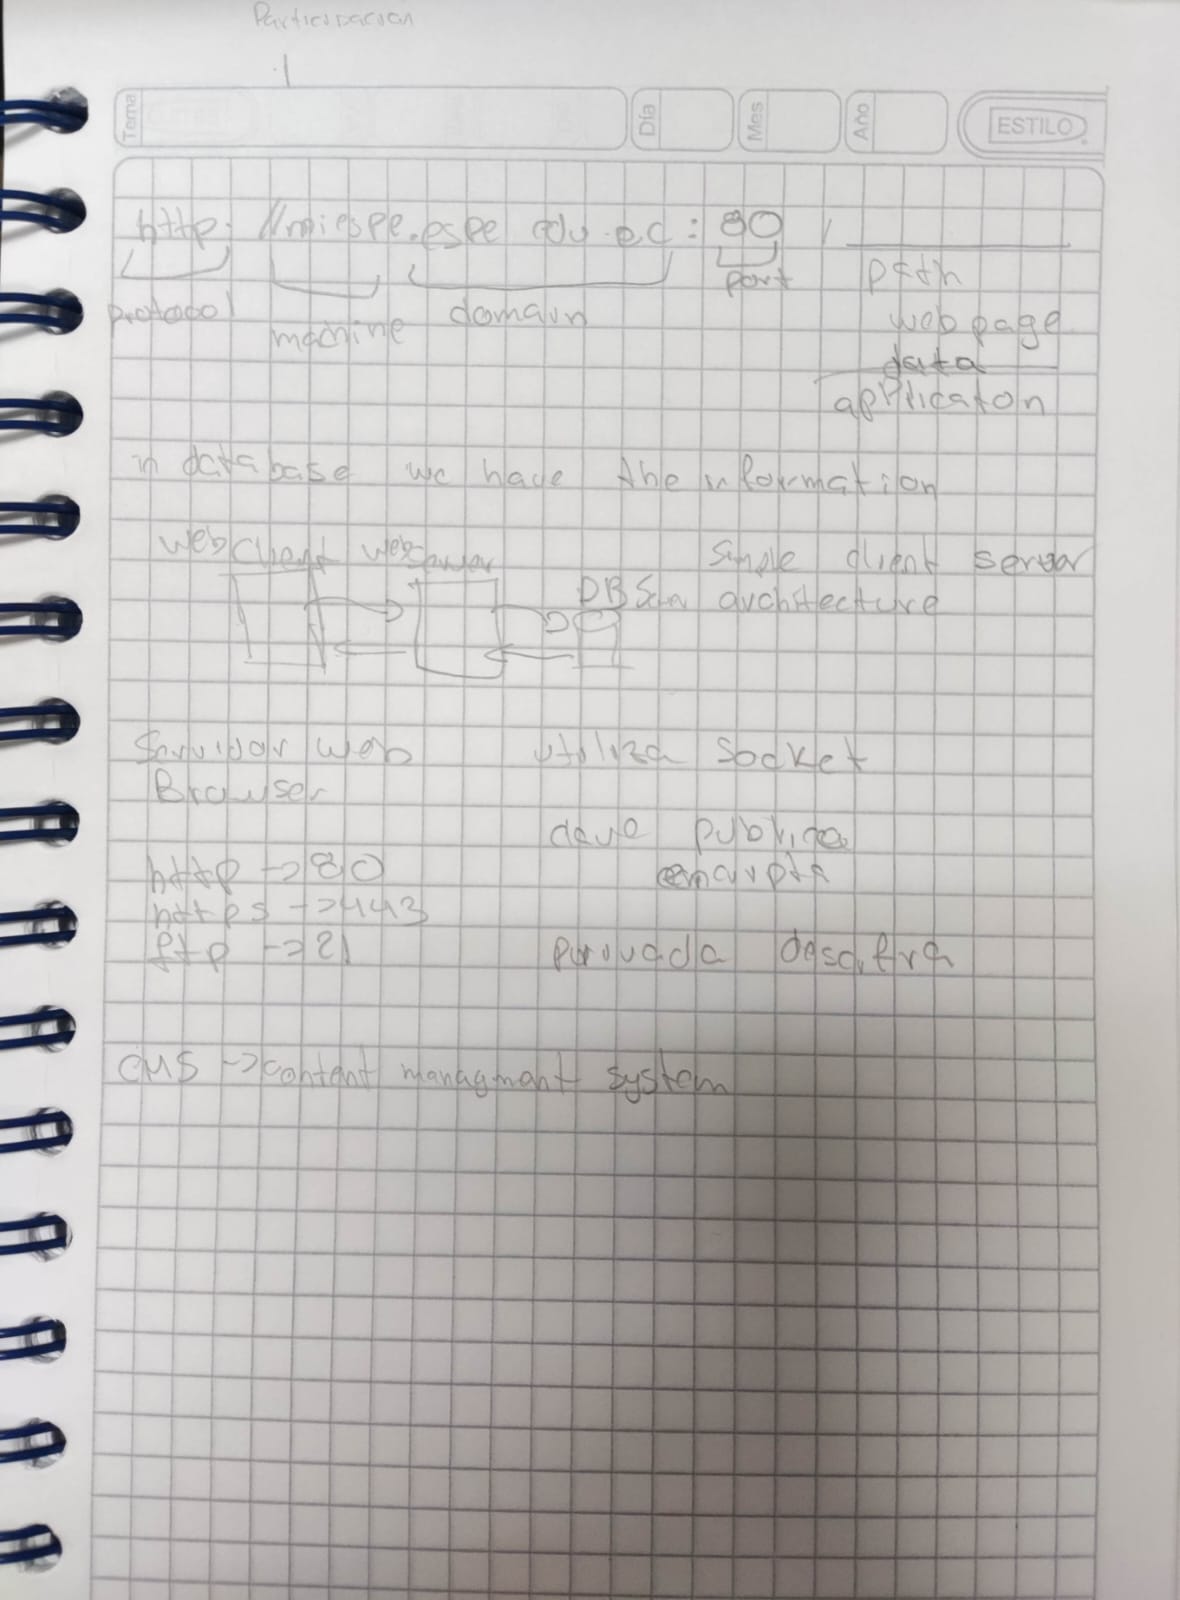 Participacion
1
Tema
Día
Mes
Año
ESTILO
http: //miespe.espe edu.ec : 80 /
protocol machine domain port path
web page
data
application
in database we have the information
web client web server simple client server
DB architecture
Servidor web utiliza socket
Browser
clave publica
http -> 80 encripta
https -> 443
ftp -> 21 privada descifra
CMS -> content managment system